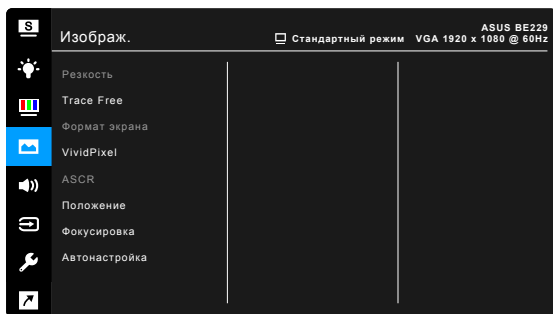 S
ASUS BE229
Изображ.
Стандартный режим VGA 1920 x 1080 @ 60Hz
Резкость
Trace Free
Формат экрана
VividPixel
ASCR
Положение
Фокусировка
Автонастройка